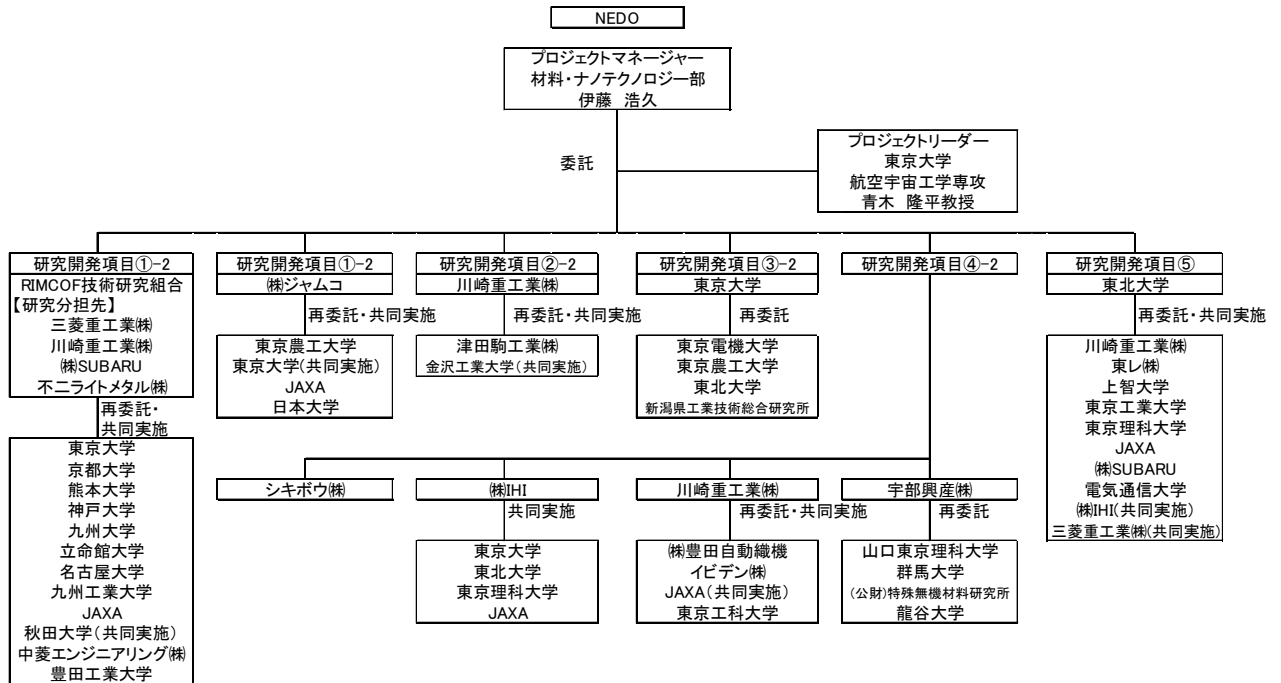 NEDO
プロジェクトマネージャー
材料・ナノテクノロジー部
伊藤 浩久
委託
プロジェクトリーダー
東京大学
航空宇宙工学専攻
青木 隆平教授
研究開発項目①-2
RIMCOF技術研究組合
【研究分担先】
三菱重工業㈱
川崎重工業㈱
㈱SUBARU
不二ライトメタル㈱
再委託・
共同実施
東京大学
京都大学
熊本大学
神戸大学
九州大学
立命館大学
名古屋大学
九州工業大学
JAXA
秋田大学(共同実施)
中菱エンジニアリング㈱
豊田工業大学
研究開発項目①-2
㈱ジャムコ
再委託・共同実施
東京農工大学
東京大学(共同実施)
JAXA
日本大学
研究開発項目②-2
川崎重工業㈱
再委託・共同実施
津田駒工業㈱
金沢工業大学(共同実施)
研究開発項目③-2
東京大学
再委託
東京電機大学
東京農工大学
東北大学
新潟県工業技術総合研究所
研究開発項目④-2
シキボウ㈱
㈱IHI
共同実施
東京大学
東北大学
東京理科大学
JAXA
川崎重工業㈱
再委託・共同実施
㈱豊田自動織機
イビデン㈱
JAXA(共同実施)
東京工科大学
宇部興産㈱
再委託
山口東京理科大学
群馬大学
(公財)特殊無機材料研究所
龍谷大学
研究開発項目⑤
東北大学
再委託・共同実施
川崎重工業㈱
東レ㈱
上智大学
東京工業大学
東京理科大学
JAXA
㈱SUBARU
電気通信大学
㈱IHI(共同実施)
三菱重工業㈱(共同実施)